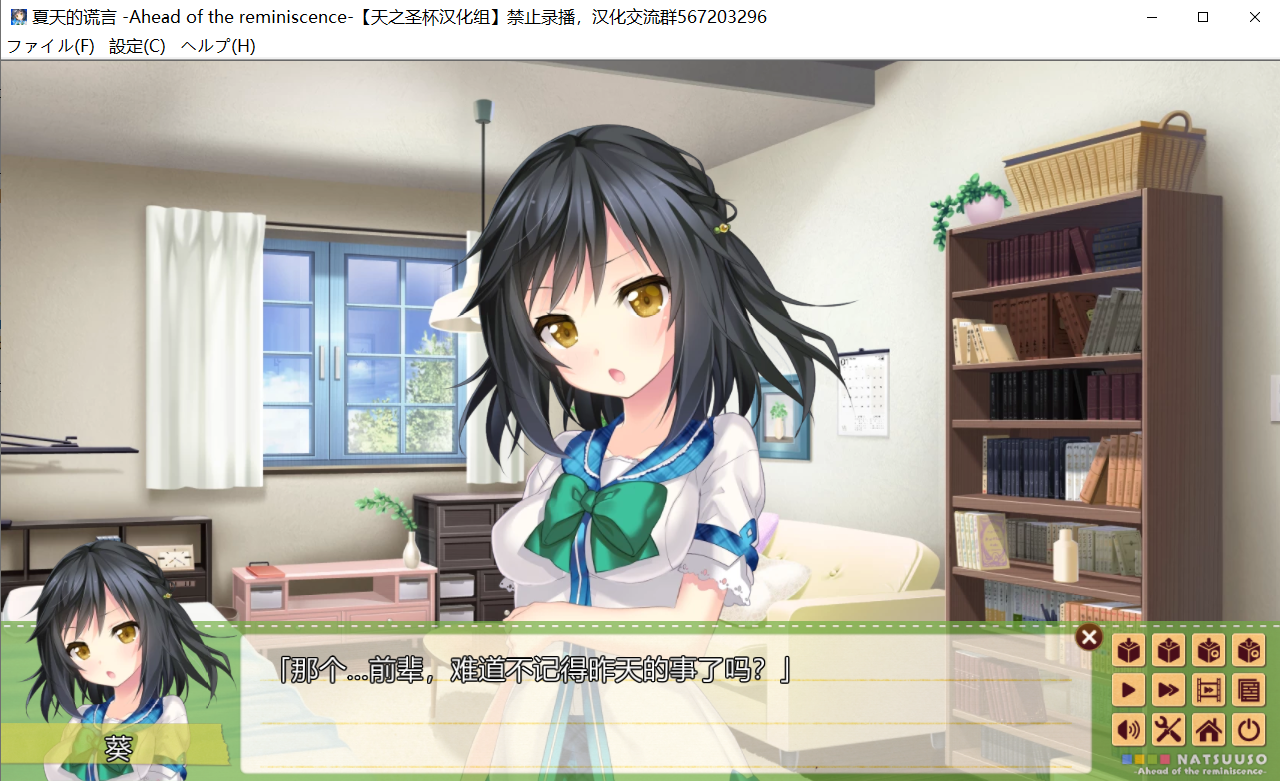 夏天的谎言 -Ahead of the reminiscence-【天之圣杯汉化组】禁止录播，汉化交流群567203296
ファイル(F) 設定(C) ヘルプ(H)
「那个...前辈，难道不记得昨天的事了吗？」
葵
NATSUUSO
-Ahead of the reminiscence-